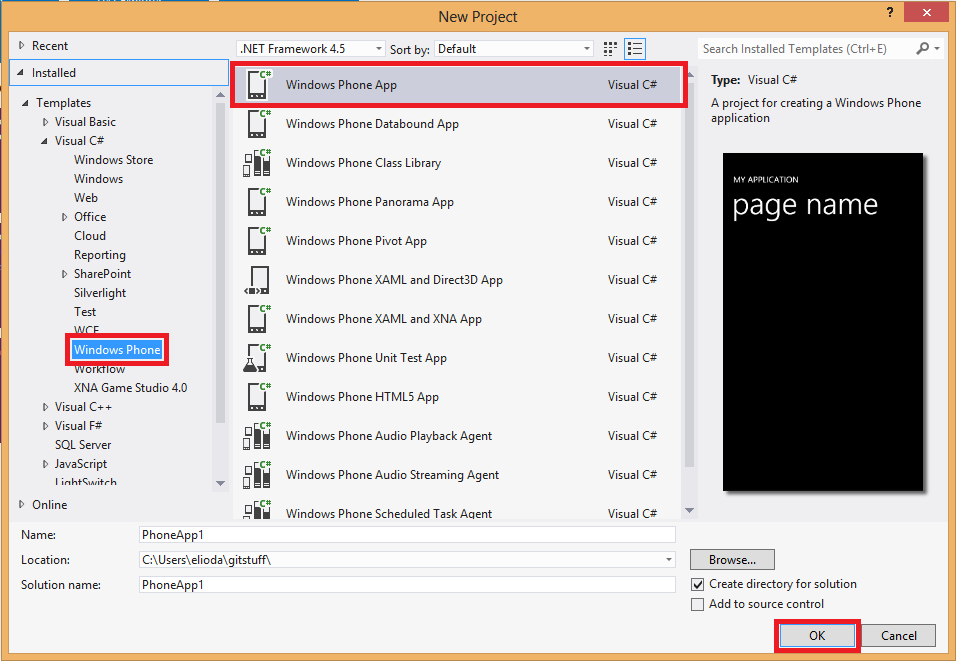 New Project
?
Recent
.NET Framework 4.5
Sort by:
Default
Search Installed Templates (Ctrl+E)
Installed
Templates
Visual Basic
Visual C#
Windows Store
Windows
Web
Office
Cloud
Reporting
SharePoint
Silverlight
Test
WCF
Windows Phone
Workflow
XNA Game Studio 4.0
Visual C++
Visual F#
SQL Server
JavaScript
LightSwitch
Online
Windows Phone App Visual C#
Windows Phone Databound App Visual C#
Windows Phone Class Library Visual C#
Windows Phone Panorama App Visual C#
Windows Phone Pivot App Visual C#
Windows Phone XAML and Direct3D App Visual C#
Windows Phone XAML and XNA App Visual C#
Windows Phone Unit Test App Visual C#
Windows Phone HTML5 App Visual C#
Windows Phone Audio Playback Agent Visual C#
Windows Phone Audio Streaming Agent Visual C#
Windows Phone Scheduled Task Agent Visual C#
Type: Visual C#
A project for creating a Windows Phone
application
MY APPLICATION
page name
Name: PhoneApp1
Location: C:\Users\elioda\gitstuff\
Browse...
Solution name: PhoneApp1
Create directory for solution
Add to source control
OK
Cancel